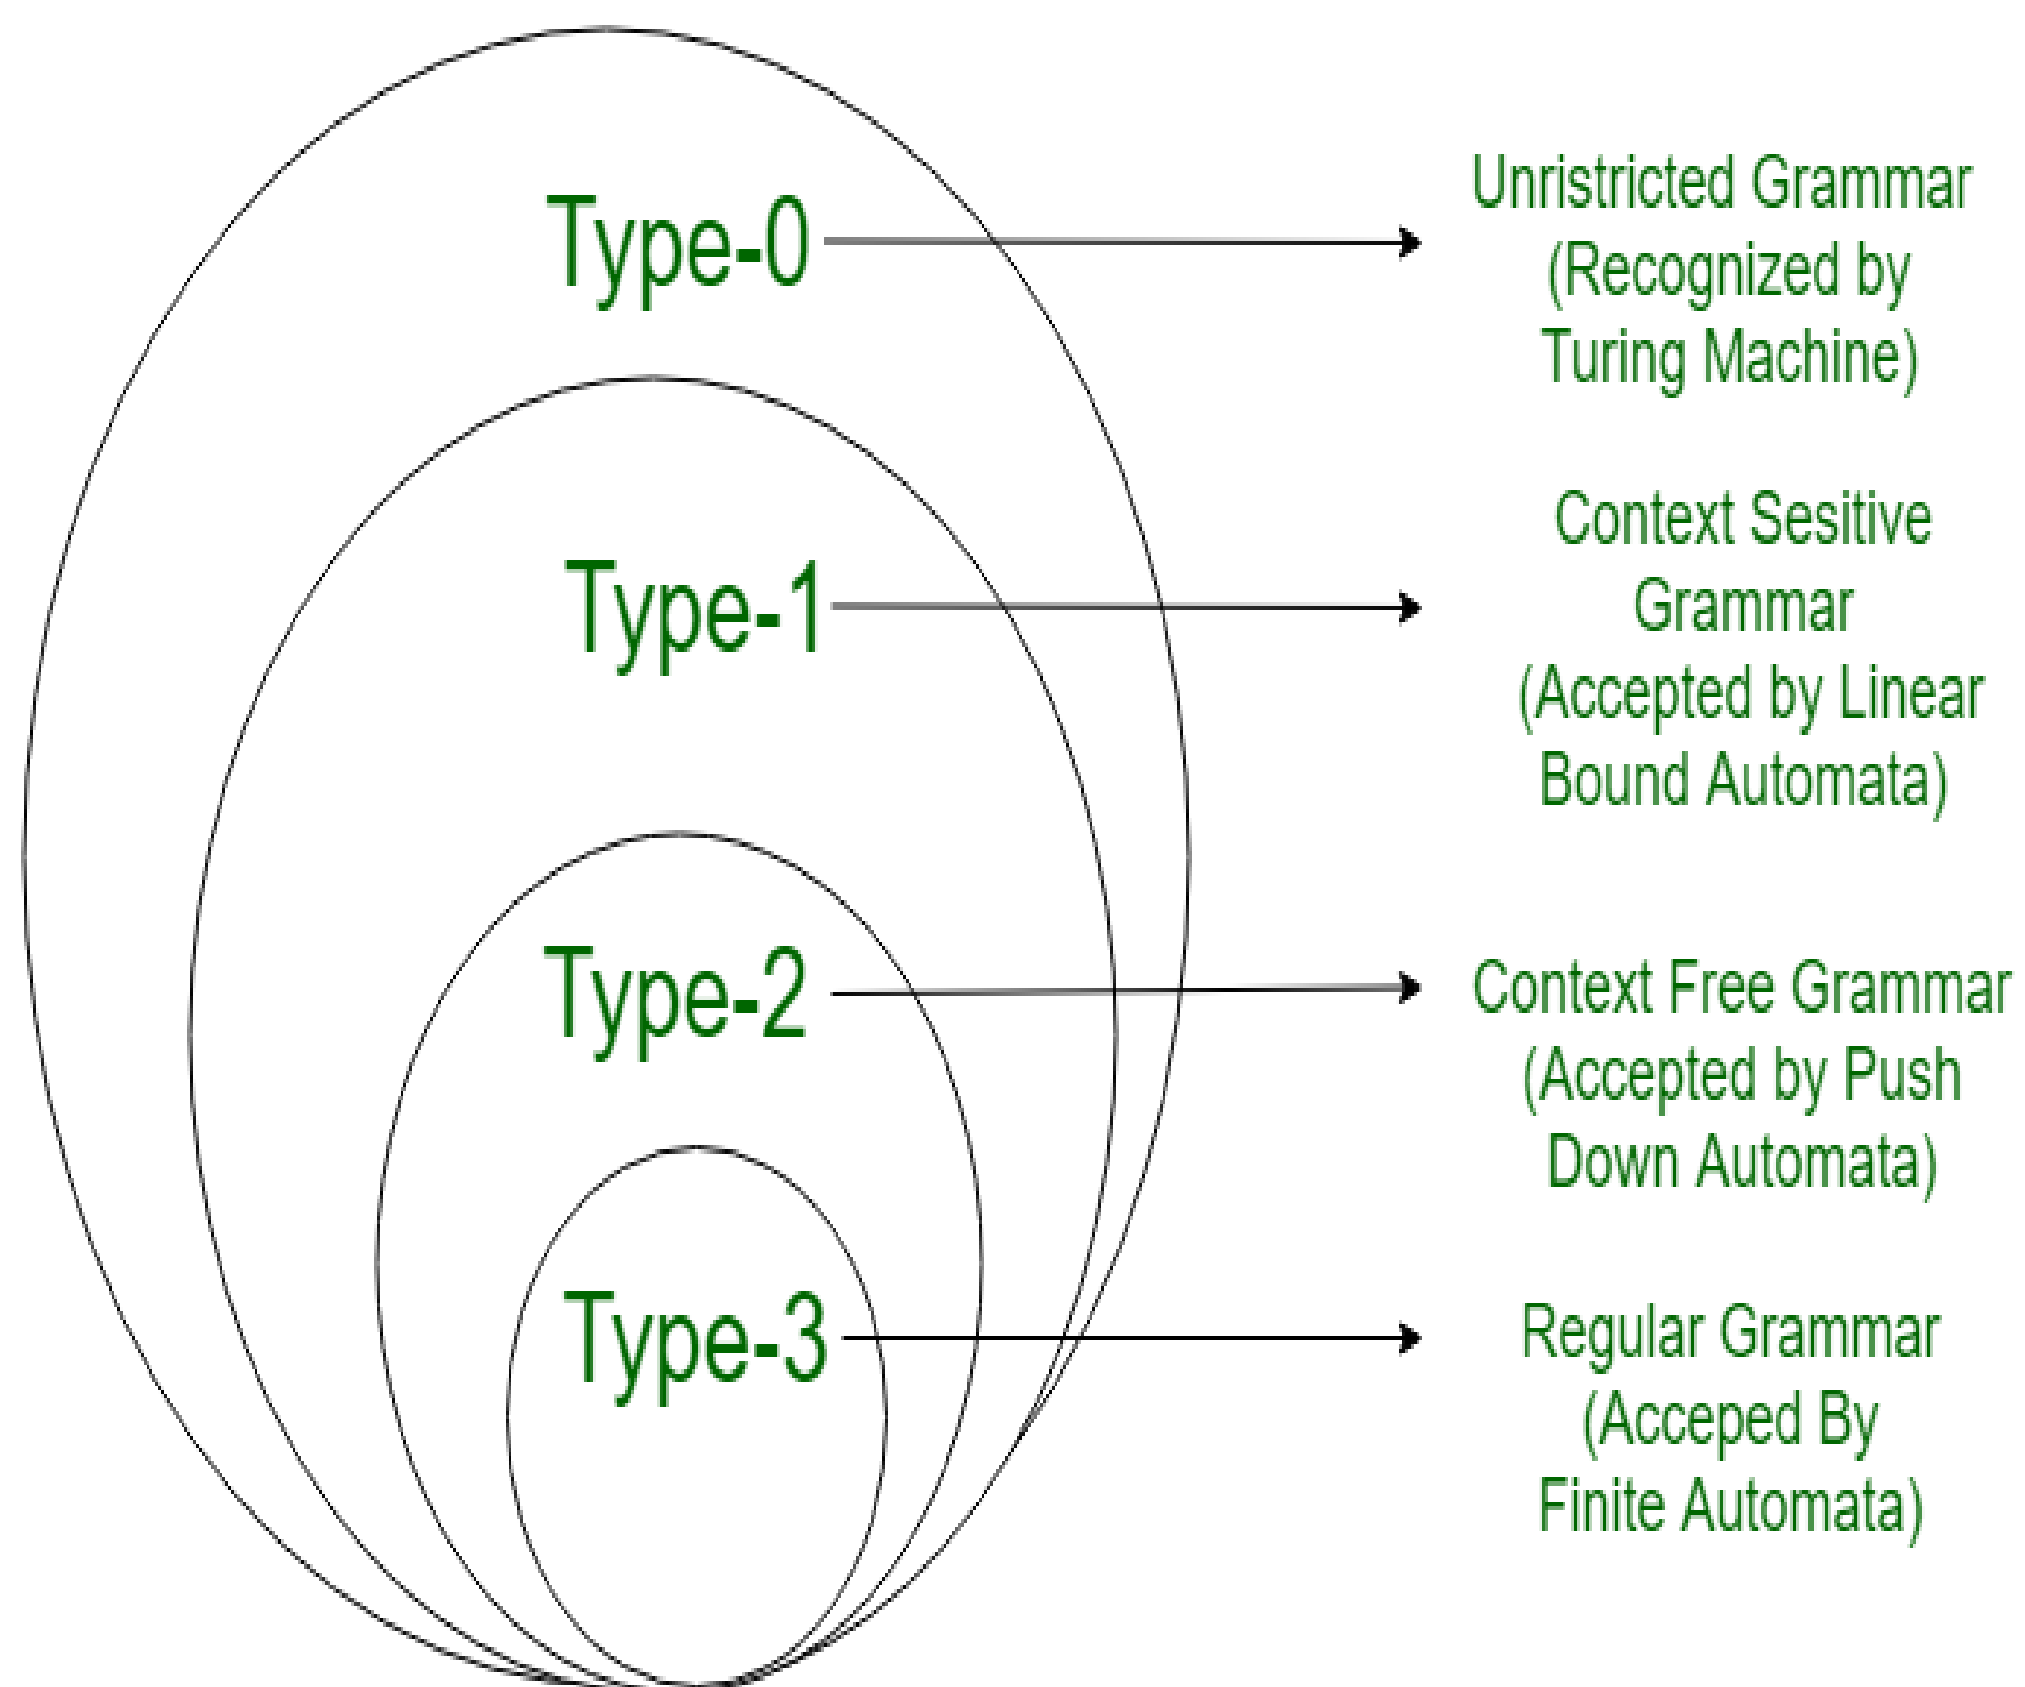 Type-0
Unristricted Grammar
(Recognized by
Turing Machine)
Type-1
Context Sesitive
Grammar
(Accepted by Linear
Bound Automata)
Type-2
Context Free Grammar
(Accepted by Push
Down Automata)
Type-3
Regular Grammar
(Acceped By
Finite Automata)